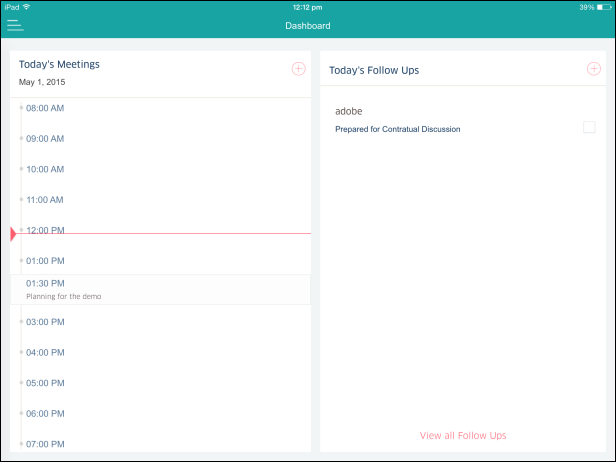 iPad 12:12 pm 39%
Dashboard
Today's Meetings
May 1, 2015
08:00 AM
09:00 AM
10:00 AM
11:00 AM
12:00 PM
01:00 PM
01:30 PM
Planning for the demo
03:00 PM
04:00 PM
05:00 PM
06:00 PM
07:00 PM
Today's Follow Ups
adobe
Prepared for Contratual Discussion
View all Follow Ups